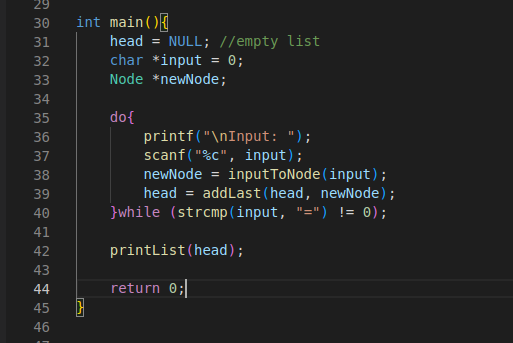 29
30 int main(){
31     head = NULL; //empty list
32     char *input = 0;
33     Node *newNode;
34
35     do{
36         printf("\nInput: ");
37         scanf("%c", input);
38         newNode = inputToNode(input);
39         head = addLast(head, newNode);
40     }while (strcmp(input, "=") != 0);
41
42     printList(head);
43
44     return 0;
45 }
46
47